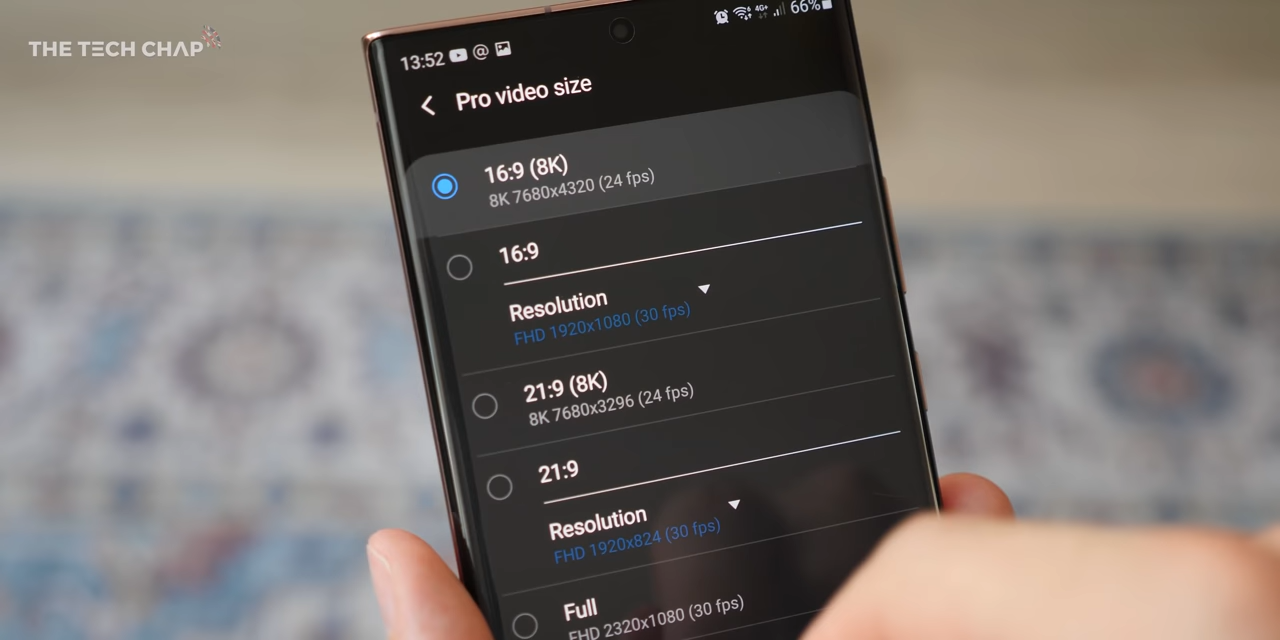 THE TECH CHAP
13:52 @ 4G+ 66%
Pro video size
16:9 (8K)
8K 7680x4320 (24 fps)
16:9
Resolution
FHD 1920x1080 (30 fps)
21:9 (8K)
8K 7680x3296 (24 fps)
21:9
Resolution
FHD 1920x824 (30 fps)
Full
FHD 2320x1080 (30 fps)